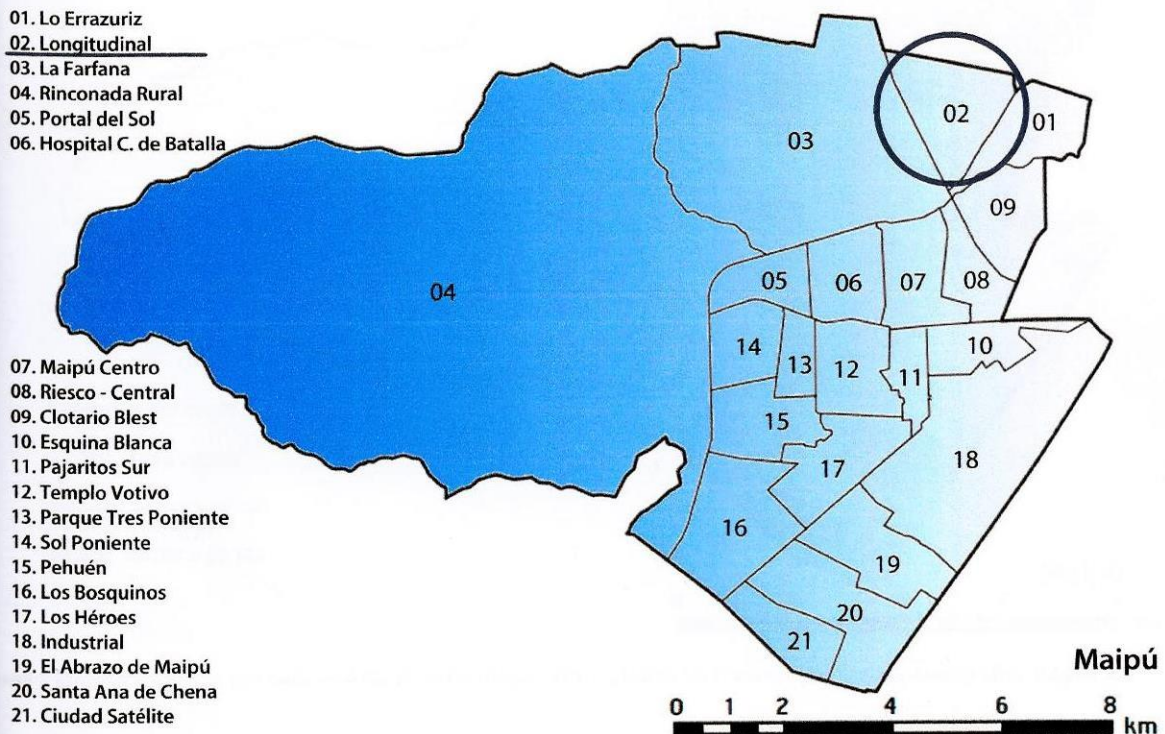 01. Lo Errazuriz
02. Longitudinal
03. La Farfana
04. Rinconada Rural
05. Portal del Sol
06. Hospital C. de Batalla
07. Maipú Centro
08. Riesco - Central
09. Clotario Blest
10. Esquina Blanca
11. Pajaritos Sur
12. Templo Votivo
13. Parque Tres Poniente
14. Sol Poniente
15. Pehuén
16. Los Bosquinos
17. Los Héroes
18. Industrial
19. El Abrazo de Maipú
20. Santa Ana de Chena
21. Ciudad Satélite
02
01
03
09
04
05
06
07
08
14
13
12
11
10
15
17
18
16
19
20
21
Maipú
0 1 2 4 6 8
km